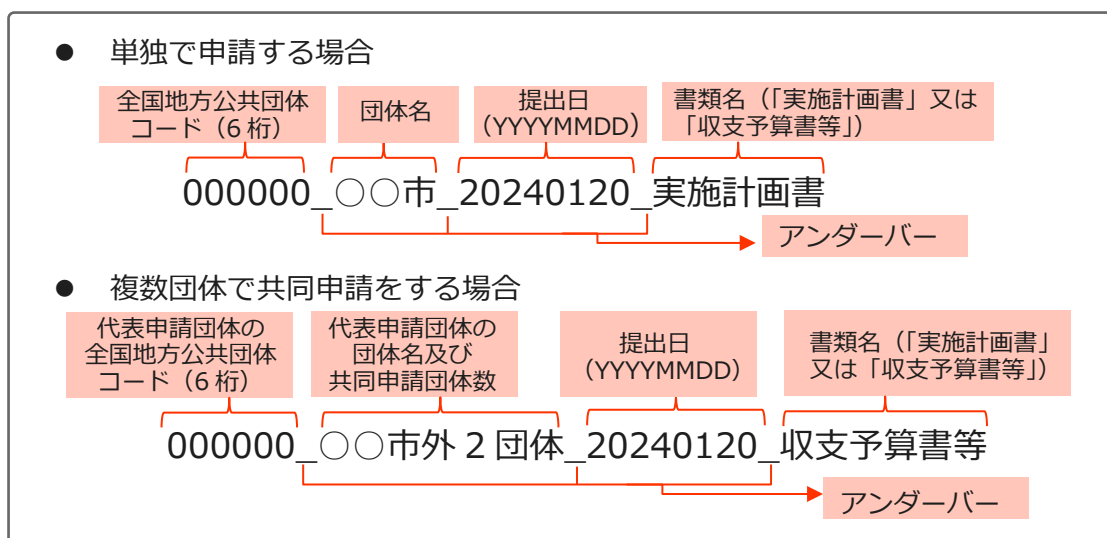 ● 単独で申請する場合
全国地方公共団体
コード（6 桁）
団体名
提出日
（YYYYMMDD）
書類名（「実施計画書」又は
「収支予算書等」）
000000_○○市_20240120_実施計画書
アンダーバー
● 複数団体で共同申請をする場合
代表申請団体の
全国地方公共団体
コード（6 桁）
代表申請団体の
団体名及び
共同申請団体数
提出日
（YYYYMMDD）
書類名（「実施計画書」
又は「収支予算書等」）
000000_○○市外 2 団体_20240120_収支予算書等
アンダーバー